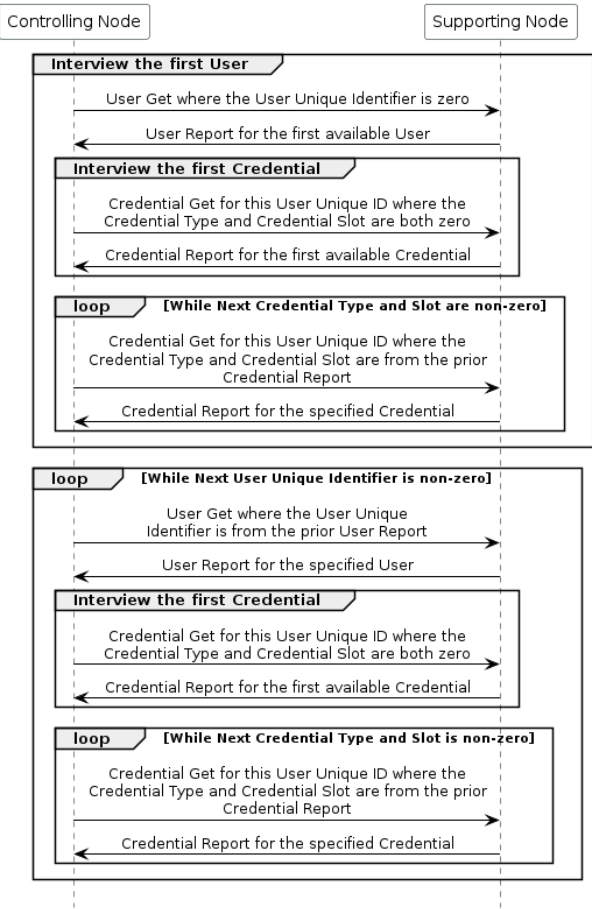 Controlling Node
Supporting Node
Interview the first User
User Get where the User Unique Identifier is zero
User Report for the first available User
Interview the first Credential
Credential Get for this User Unique ID where the
Credential Type and Credential Slot are both zero
Credential Report for the first available Credential
loop
[While Next Credential Type and Slot are non-zero]
Credential Get for this User Unique ID where the
Credential Type and Credential Slot are from the prior
Credential Report
Credential Report for the specified Credential
loop
[While Next User Unique Identifier is non-zero]
User Get where the User Unique
Identifier is from the prior User Report
User Report for the specified User
Interview the first Credential
Credential Get for this User Unique ID where the
Credential Type and Credential Slot are both zero
Credential Report for the first available Credential
loop
[While Next Credential Type and Slot is non-zero]
Credential Get for this User Unique ID where the
Credential Type and Credential Slot are from the prior
Credential Report
Credential Report for the specified Credential